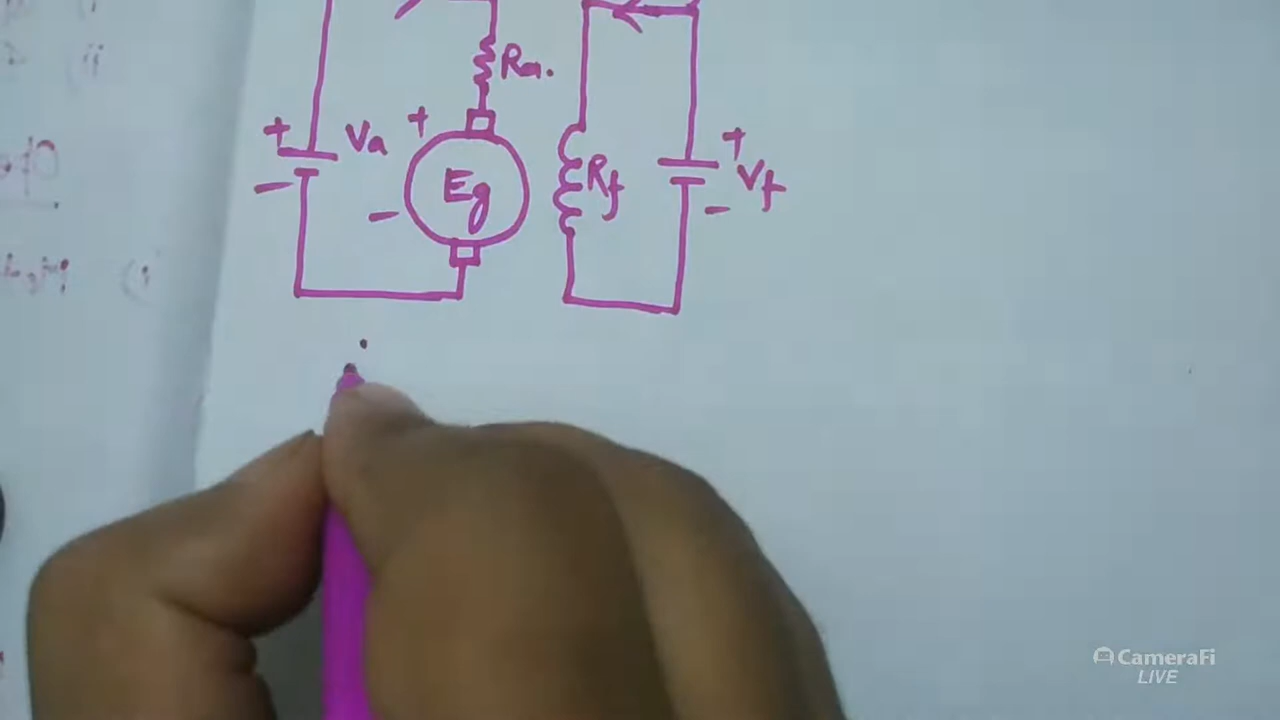 Ra.
+ Va +
Eg
Rf
+
Vf
-
-
-
CameraFi
LIVE